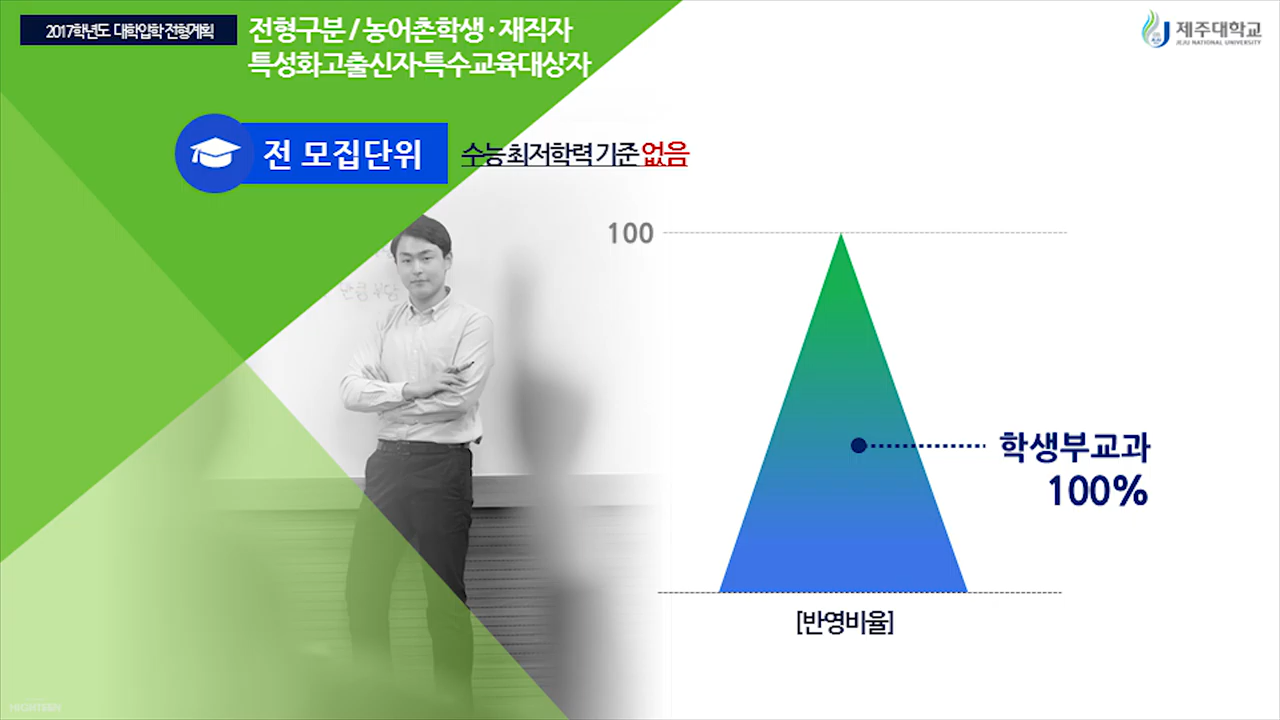 2017학년도 대학입학 전형계획
전형구분 / 농어촌학생·재직자
특성화고출신자·특수교육대상자
제주대학교
JEJU NATIONAL UNIVERSITY
전 모집단위
수능 최저학력 기준 없음
100
학생부교과
100%
[반영비율]